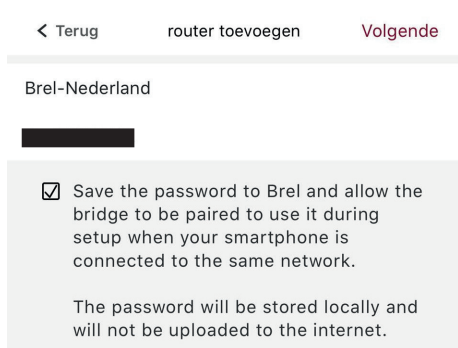 Terug router toevoegen Volgende
Brel-Nederland
Save the password to Brel and allow the
bridge to be paired to use it during
setup when your smartphone is
connected to the same network.
The password will be stored locally and
will not be uploaded to the internet.